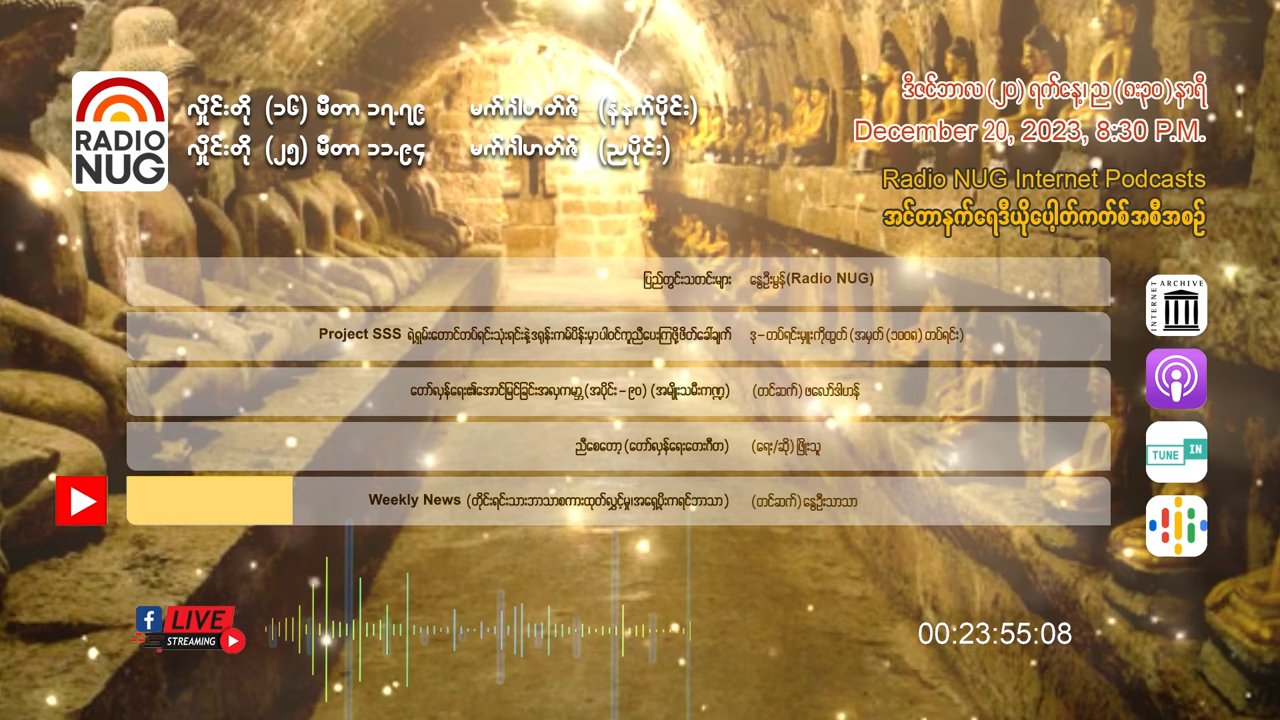 RADIO
NUG
လှိုင်းတို (၁၆) မီတာ ၁၇.၇၉ မက်ဂါဟတ်ဇ် (နံနက်ပိုင်း)
လှိုင်းတို (၂၅) မီတာ ၁၁.၉၄ မက်ဂါဟတ်ဇ် (ညပိုင်း)
ဒီဇင်ဘာလ (၂၀) ရက်နေ့၊ ည (၈း၃၀) နာရီ
December 20, 2023, 8:30 P.M.
Radio NUG Internet Podcasts
အင်တာနက်ရေဒီယိုပေါ့တ်ကတ်စ်အစီအစဉ်
ပြည်တွင်းသတင်းများ နွေဦးမွန်(Radio NUG)
Project SSS ရဲ့ရှမ်းတောင်တပ်ရင်းသုံးရင်းနဲ့ဒရုန်းကမ်ပိန်းမှာပါဝင်ကူညီပေးကြဖို့ဖိတ်ခေါ်ချက် ဒု-တပ်ရင်းမှူးကိုထွတ် (အမှတ် (၁၀၀၈) တပ်ရင်း)
တော်လှန်ရေး၏အောင်မြင်ခြင်းအလှကမ္ဘာ့ (အပိုင်း - ၉၀) (အမျိုးသမီးကဏ္ဍ) (တင်ဆက်) ဖလော်ဒါဟန်
ညီစေတော့ (တော်လှန်ရေးတေးဂီတ) (ရေး/ဆို) ဖြိုးသူ
Weekly News (တိုင်းရင်းသားဘာသာစကားထုတ်လွှင့်မှု၊အရှေ့ပိုးကရင်ဘာသာ) (တင်ဆက်) နွေဦးသာသာ
INTERNET ARCHIVE
TUNE IN
LIVE
STREAMING
00:23:55:08